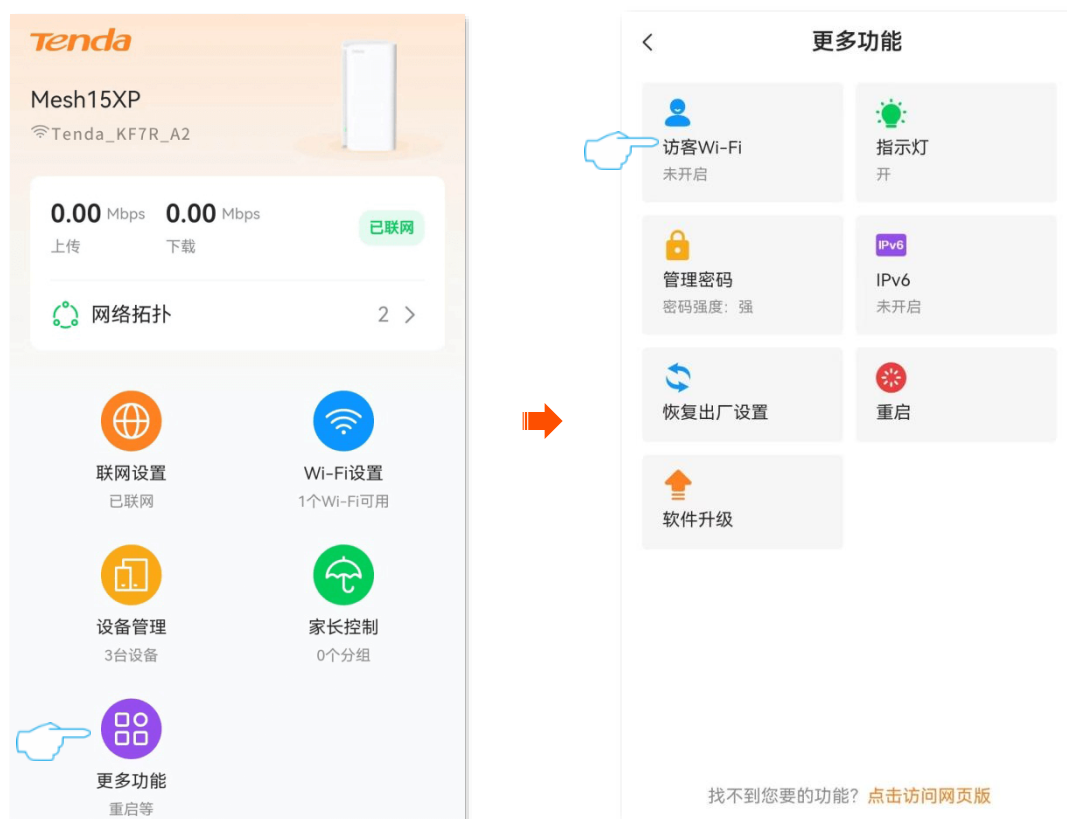 Tenda
Mesh15XP
Tenda_KF7R_A2
0.00 Mbps 0.00 Mbps
上传 下载
已联网
网络拓扑 2
联网设置
已联网
Wi-Fi设置
1个Wi-Fi可用
设备管理
3台设备
家长控制
0个分组
更多功能
重启等
更多功能
访客Wi-Fi
未开启
指示灯
开
管理密码
密码强度：强
IPv6
IPv6
未开启
恢复出厂设置
重启
软件升级
找不到您要的功能？点击访问网页版